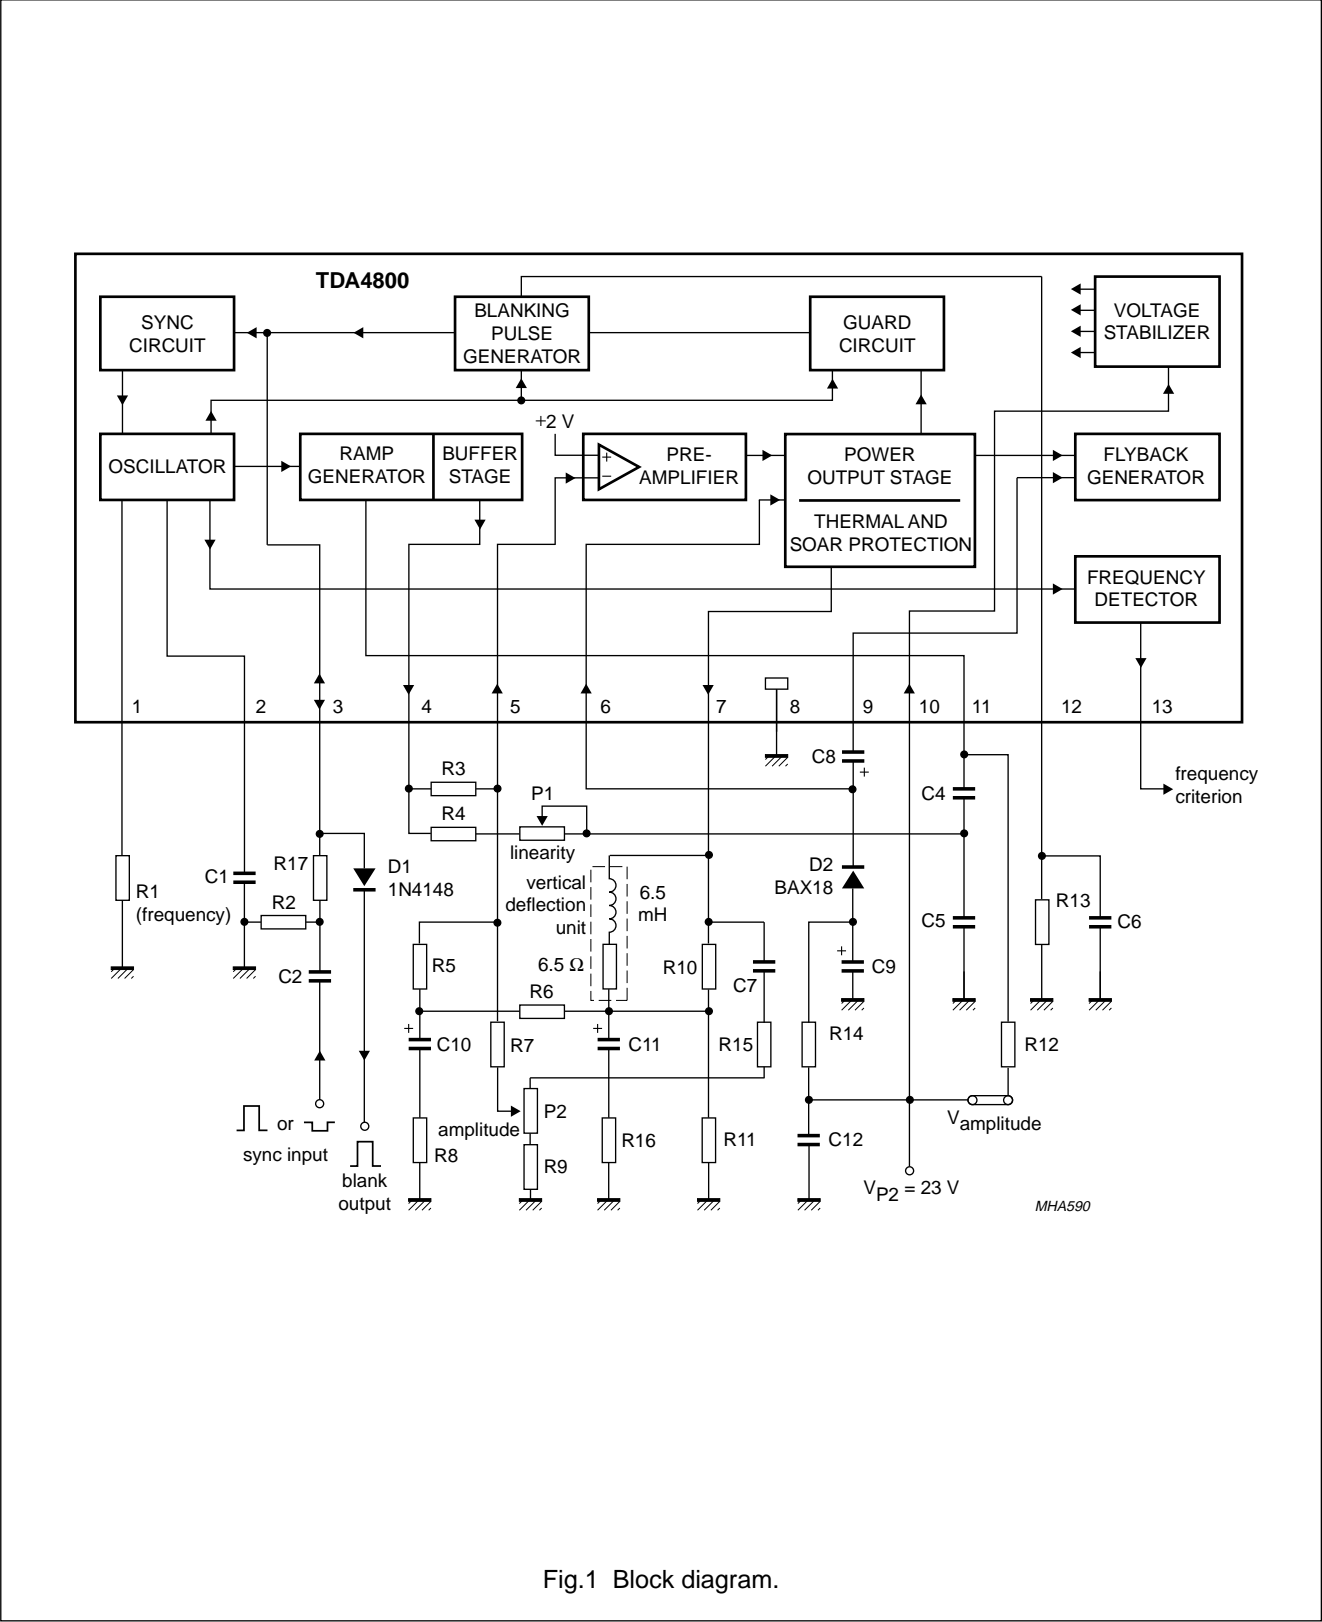 TDA4800
SYNC
CIRCUIT
BLANKING
PULSE
GENERATOR
GUARD
CIRCUIT
VOLTAGE
STABILIZER
+2 V
OSCILLATOR
RAMP
GENERATOR
BUFFER
STAGE
+
−
PRE-
AMPLIFIER
POWER
OUTPUT STAGE
THERMAL AND
SOAR PROTECTION
FLYBACK
GENERATOR
FREQUENCY
DETECTOR
1 2 3 4 5 6 7 8 9 10 11 12 13
C8
+
R3
R4
P1
linearity
C4
frequency
criterion
R1
(frequency)
C1
R17
R2
D1
1N4148
C2
vertical
deflection
unit
6.5
mH
6.5 Ω
D2
BAX18
R13
C6
C5
R5
R6
R10
C7
+
C9
+
C10
R7
+
C11
R15
R14
R12
P2
amplitude
R8
R9
R16
R11
C12
Vamplitude
VP2 = 23 V
or
sync input
blank
output
MHA590
Fig.1 Block diagram.